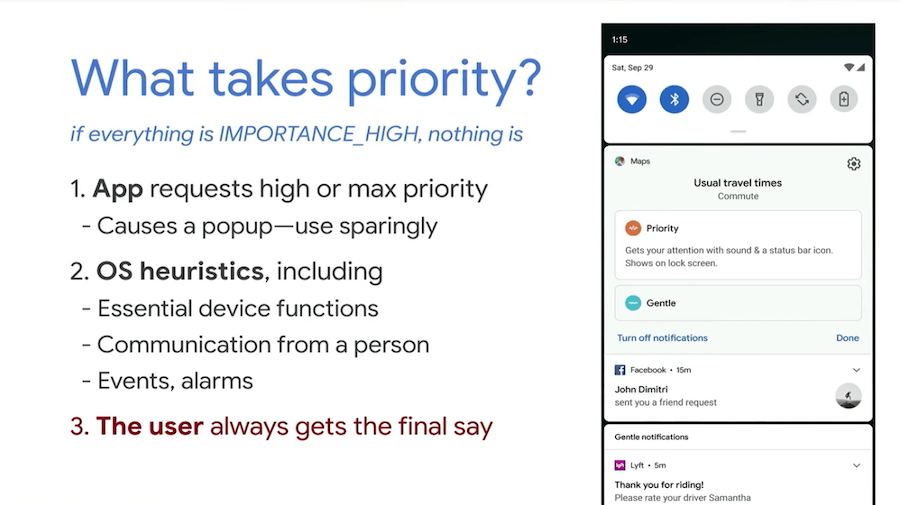 What takes priority?
if everything is IMPORTANCE_HIGH, nothing is
1. App requests high or max priority
- Causes a popup—use sparingly
2. OS heuristics, including
- Essential device functions
- Communication from a person
- Events, alarms
3. The user always gets the final say
1:15
Sat, Sep 29
Maps
Usual travel times
Commute
Priority
Gets your attention with sound & a status bar icon.
Shows on lock screen.
Gentle
Turn off notifications Done
Facebook • 15m
John Dimitri
sent you a friend request
Gentle notifications
Lyft • 5m
Thank you for riding!
Please rate your driver Samantha